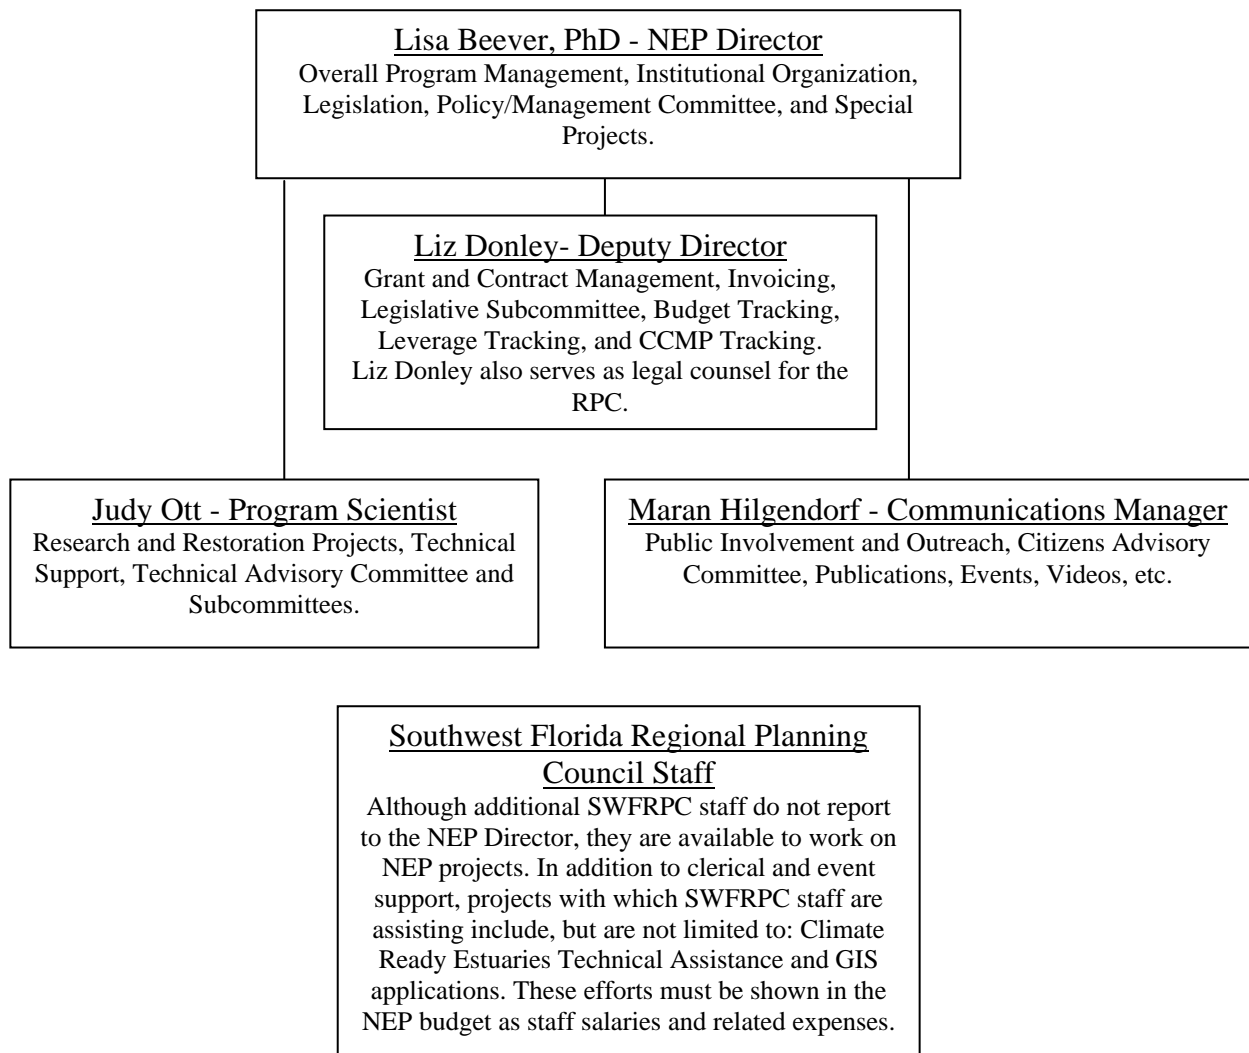 Lisa Beever, PhD - NEP Director
Overall Program Management, Institutional Organization,
Legislation, Policy/Management Committee, and Special
Projects.
Liz Donley- Deputy Director
Grant and Contract Management, Invoicing,
Legislative Subcommittee, Budget Tracking,
Leverage Tracking, and CCMP Tracking.
Liz Donley also serves as legal counsel for the
RPC.
Judy Ott - Program Scientist
Research and Restoration Projects, Technical
Support, Technical Advisory Committee and
Subcommittees.
Maran Hilgendorf - Communications Manager
Public Involvement and Outreach, Citizens Advisory
Committee, Publications, Events, Videos, etc.
Southwest Florida Regional Planning
Council Staff
Although additional SWFRPC staff do not report
to the NEP Director, they are available to work on
NEP projects. In addition to clerical and event
support, projects with which SWFRPC staff are
assisting include, but are not limited to: Climate
Ready Estuaries Technical Assistance and GIS
applications. These efforts must be shown in the
NEP budget as staff salaries and related expenses.